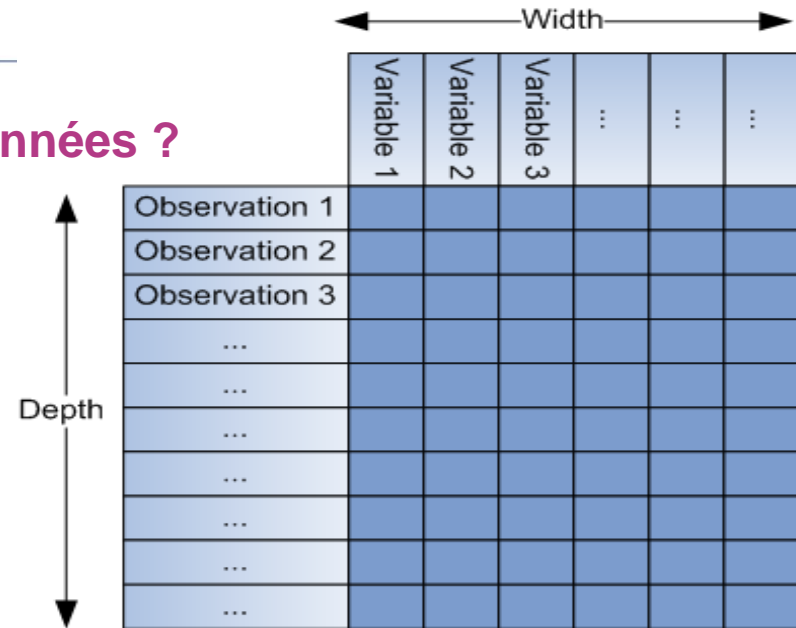 Width
nnées ?
Variable 1
Variable 2
Variable 3
...
...
...
Observation 1
Observation 2
Observation 3
...
...
...
...
...
...
...
Depth